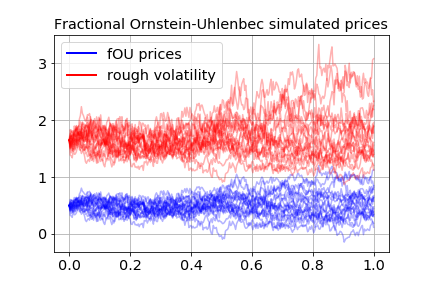 Fractional Ornstein-Uhlenbec simulated prices
fOU prices
rough volatility
3
2
1
0
0.0 0.2 0.4 0.6 0.8 1.0